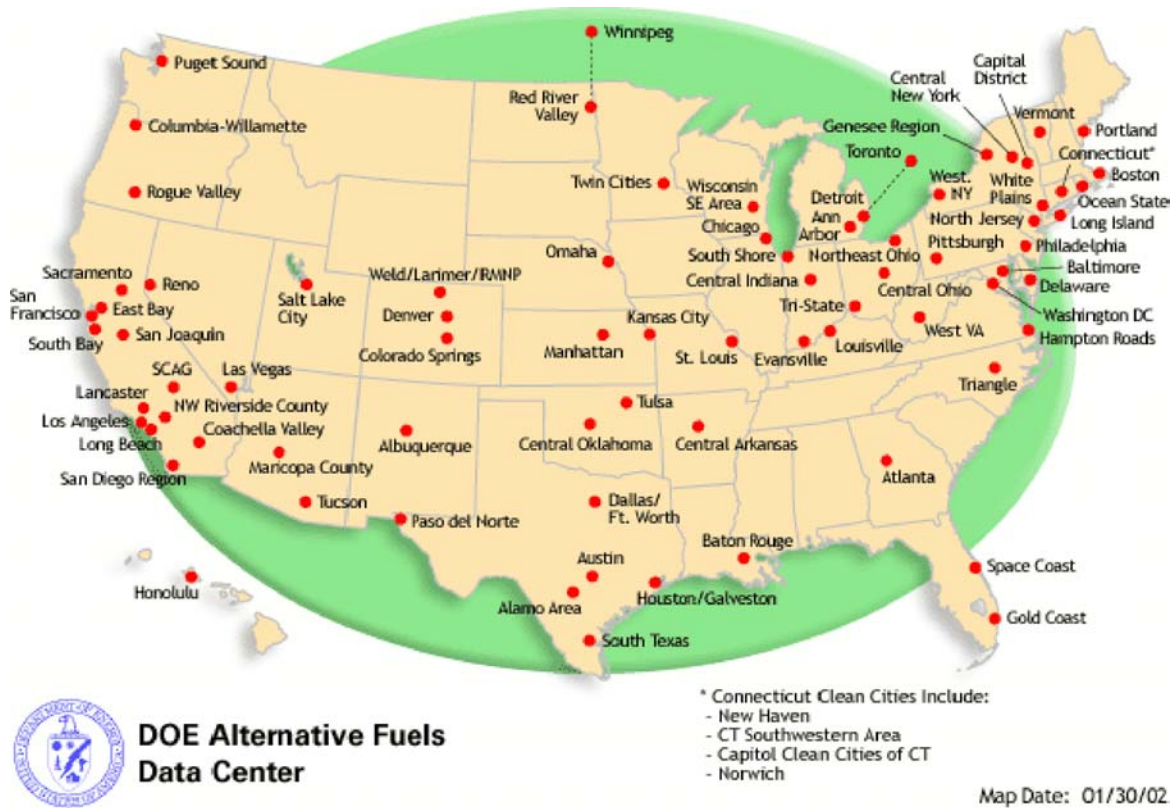 Winnipeg
Puget Sound
Red River
Valley
Columbia-Willamette
Rogue Valley
Twin Cities
Wisconsin
SE Area
Chicago
South Shore
Detroit
Ann
Arbor
Toronto
Genesee Region
Central
New York
Capital
District
Vermont
Portland
Connecticut*
Boston
West.
NY
White
Plains
Ocean State
Long Island
North Jersey
Pittsburgh
Philadelphia
Northeast Ohio
Baltimore
Central Ohio
Delaware
Washington DC
Hampton Roads
West VA
Central Indiana
Tri-State
Omaha
Weld/Larimer/RMNP
Sacramento
Reno
San
Francisco
East Bay
South Bay
San Joaquin
Salt Lake
City
Denver
Colorado Springs
Manhattan
Kansas City
St. Louis
Evansville
Louisville
Triangle
SCAG
Las Vegas
Lancaster
NW Riverside County
Los Angeles
Coachella Valley
Long Beach
San Diego Region
Maricopa County
Tucson
Albuquerque
Tulsa
Central Oklahoma
Central Arkansas
Atlanta
Paso del Norte
Dallas/
Ft. Worth
Baton Rouge
Austin
Alamo Area
Houston/Galveston
South Texas
Space Coast
Gold Coast
Honolulu
* Connecticut Clean Cities Include:
- New Haven
- CT Southwestern Area
- Capitol Clean Cities of CT
- Norwich
DOE Alternative Fuels
Data Center
Map Date: 01/30/02